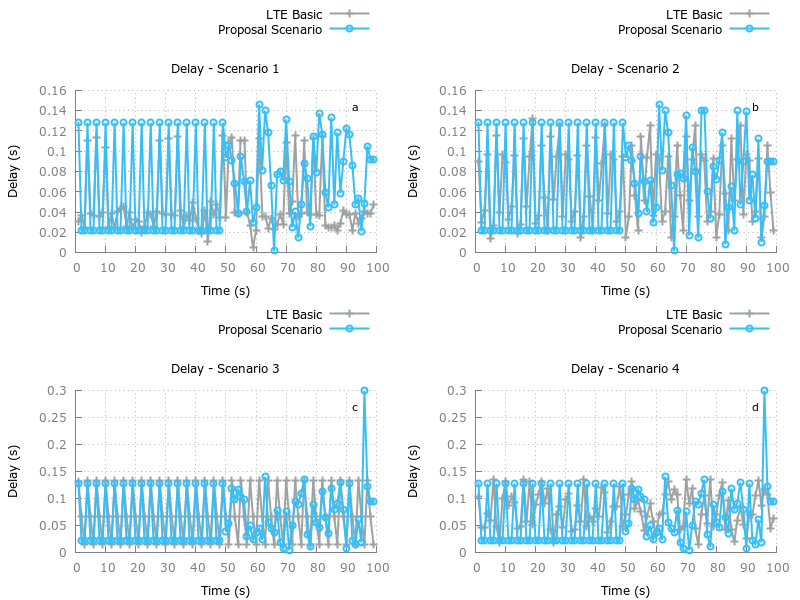 LTE Basic
Proposal Scenario
Delay - Scenario 1
0.16
0.14
0.12
0.1
0.08
0.06
0.04
0.02
0
Delay (s)
a
0 10 20 30 40 50 60 70 80 90 100
Time (s)
LTE Basic
Proposal Scenario
Delay - Scenario 2
0.16
0.14
0.12
0.1
0.08
0.06
0.04
0.02
0
Delay (s)
b
0 10 20 30 40 50 60 70 80 90 100
Time (s)
LTE Basic
Proposal Scenario
Delay - Scenario 3
0.3
0.25
0.2
0.15
0.1
0.05
0
Delay (s)
c
0 10 20 30 40 50 60 70 80 90 100
Time (s)
LTE Basic
Proposal Scenario
Delay - Scenario 4
0.3
0.25
0.2
0.15
0.1
0.05
0
Delay (s)
d
0 10 20 30 40 50 60 70 80 90 100
Time (s)